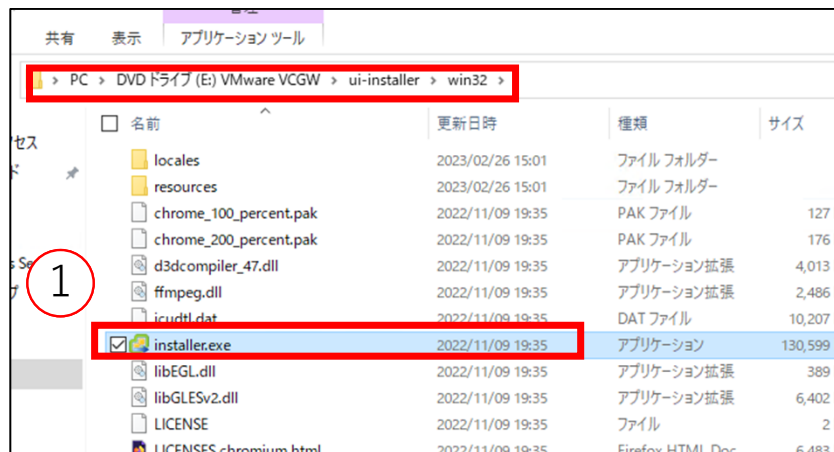 共有 表示 アプリケーション ツール
> PC > DVD ドライブ (E:) VMware VCGW > ui-installer > win32 >
名前 更新日時 種類 サイズ
locales 2023/02/26 15:01 ファイル フォルダー
resources 2023/02/26 15:01 ファイル フォルダー
chrome_100_percent.pak 2022/11/09 19:35 PAK ファイル 127
chrome_200_percent.pak 2022/11/09 19:35 PAK ファイル 176
d3dcompiler_47.dll 2022/11/09 19:35 アプリケーション拡張 4,013
1
ffmpeg.dll 2022/11/09 19:35 アプリケーション拡張 2,486
icudtl.dat 2022/11/09 19:35 DAT ファイル 10,207
installer.exe 2022/11/09 19:35 アプリケーション 130,599
libEGL.dll 2022/11/09 19:35 アプリケーション拡張 389
libGLESv2.dll 2022/11/09 19:35 アプリケーション拡張 6,402
LICENSE 2022/11/09 19:35 ファイル 2
LICENSES.chromium.html 2022/11/09 19:35 Firefox HTML Doc 6,483